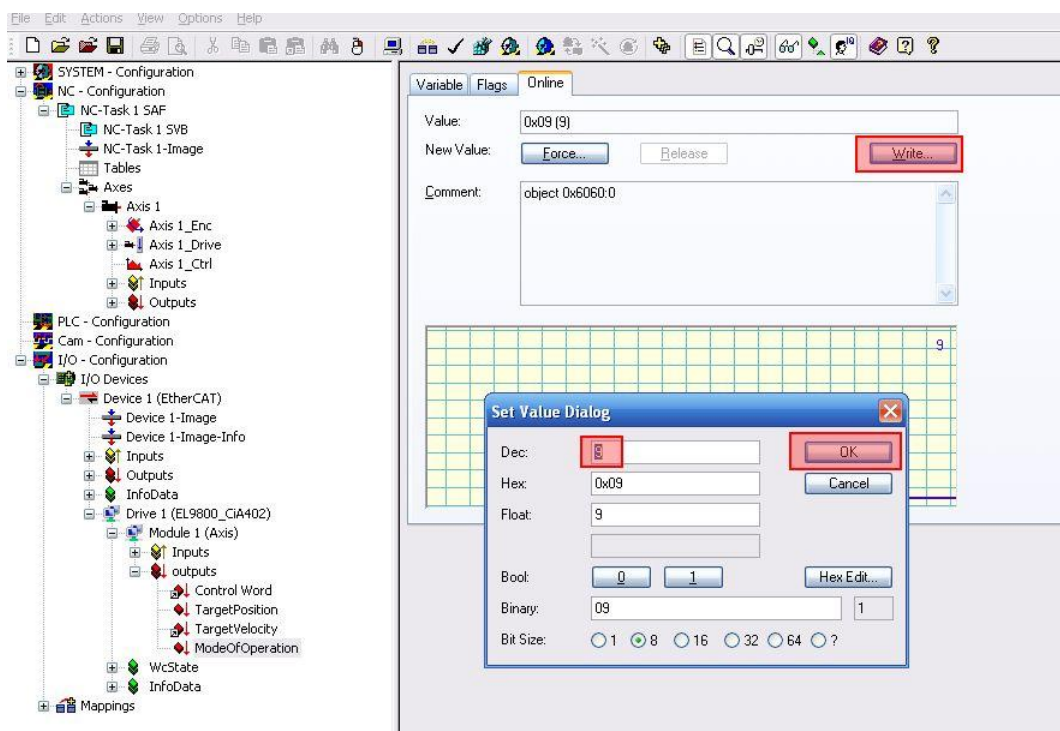 File Edit Actions View Options Help
SYSTEM - Configuration
NC - Configuration
NC-Task 1 SAF
NC-Task 1 SVB
NC-Task 1-Image
Tables
Axes
Axis 1
Axis 1_Enc
Axis 1_Drive
Axis 1_Ctrl
Inputs
Outputs
PLC - Configuration
Cam - Configuration
I/O - Configuration
I/O Devices
Device 1 (EtherCAT)
Device 1-Image
Device 1-Image-Info
Inputs
Outputs
InfoData
Drive 1 (EL9800_CiA402)
Module 1 (Axis)
Inputs
outputs
Control Word
TargetPosition
TargetVelocity
ModeOfOperation
WcState
InfoData
Mappings
Variable Flags Online
Value: 0x09 (9)
New Value: Force... Release Write...
Comment: object 0x6060:0
9
Set Value Dialog
Dec: 9 OK
Hex: 0x09 Cancel
Float: 9
Bool: 0 1 Hex Edit...
Binary: 09 1
Bit Size: 1 8 16 32 64 ?